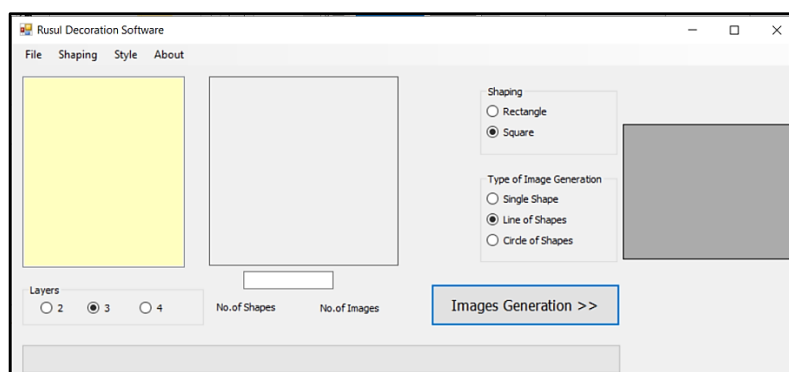 Rusul Decoration Software
File Shaping Style About
Shaping
Rectangle
Square
Type of Image Generation
Single Shape
Line of Shapes
Circle of Shapes
Layers
2 3 4
No.of Shapes No.of Images
Images Generation >>